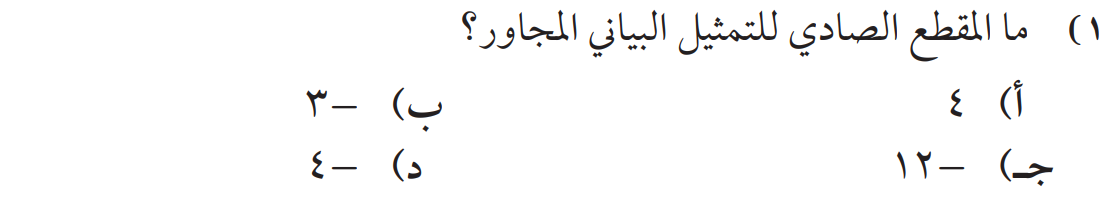 ١) ما المقطع الصادي للتمثيل البياني المجاور؟
أ) ٤ ب) –٣
جـ) –١٢ د) –٤